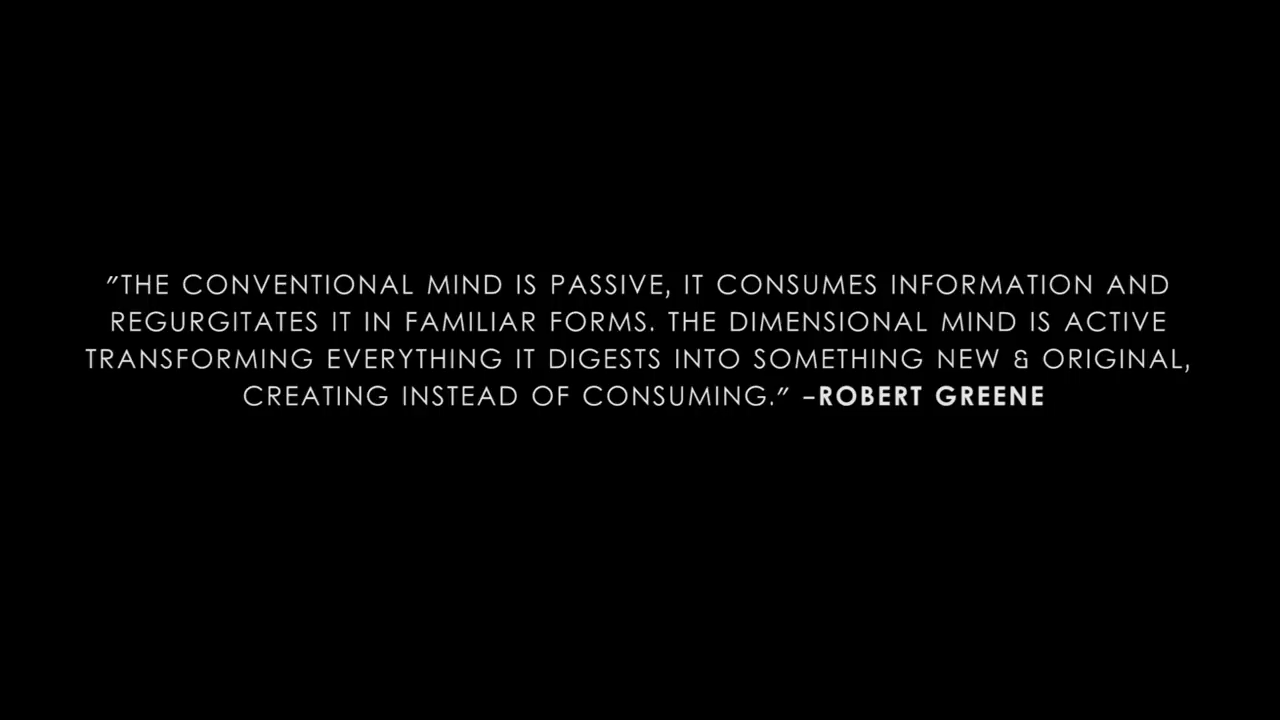 "THE CONVENTIONAL MIND IS PASSIVE, IT CONSUMES INFORMATION AND
REGURGITATES IT IN FAMILIAR FORMS. THE DIMENSIONAL MIND IS ACTIVE
TRANSFORMING EVERYTHING IT DIGESTS INTO SOMETHING NEW & ORIGINAL,
CREATING INSTEAD OF CONSUMING." –ROBERT GREENE